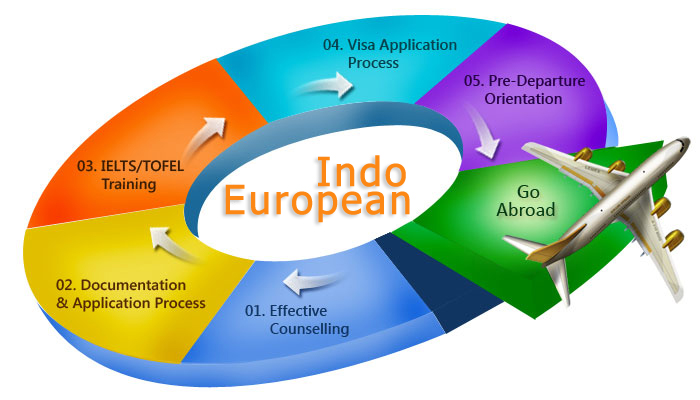 Indo
European
01. Effective
Counselling
02. Documentation
& Application Process
03. IELTS/TOFEL
Training
04. Visa Application
Process
05. Pre-Departure
Orientation
Go
Abroad